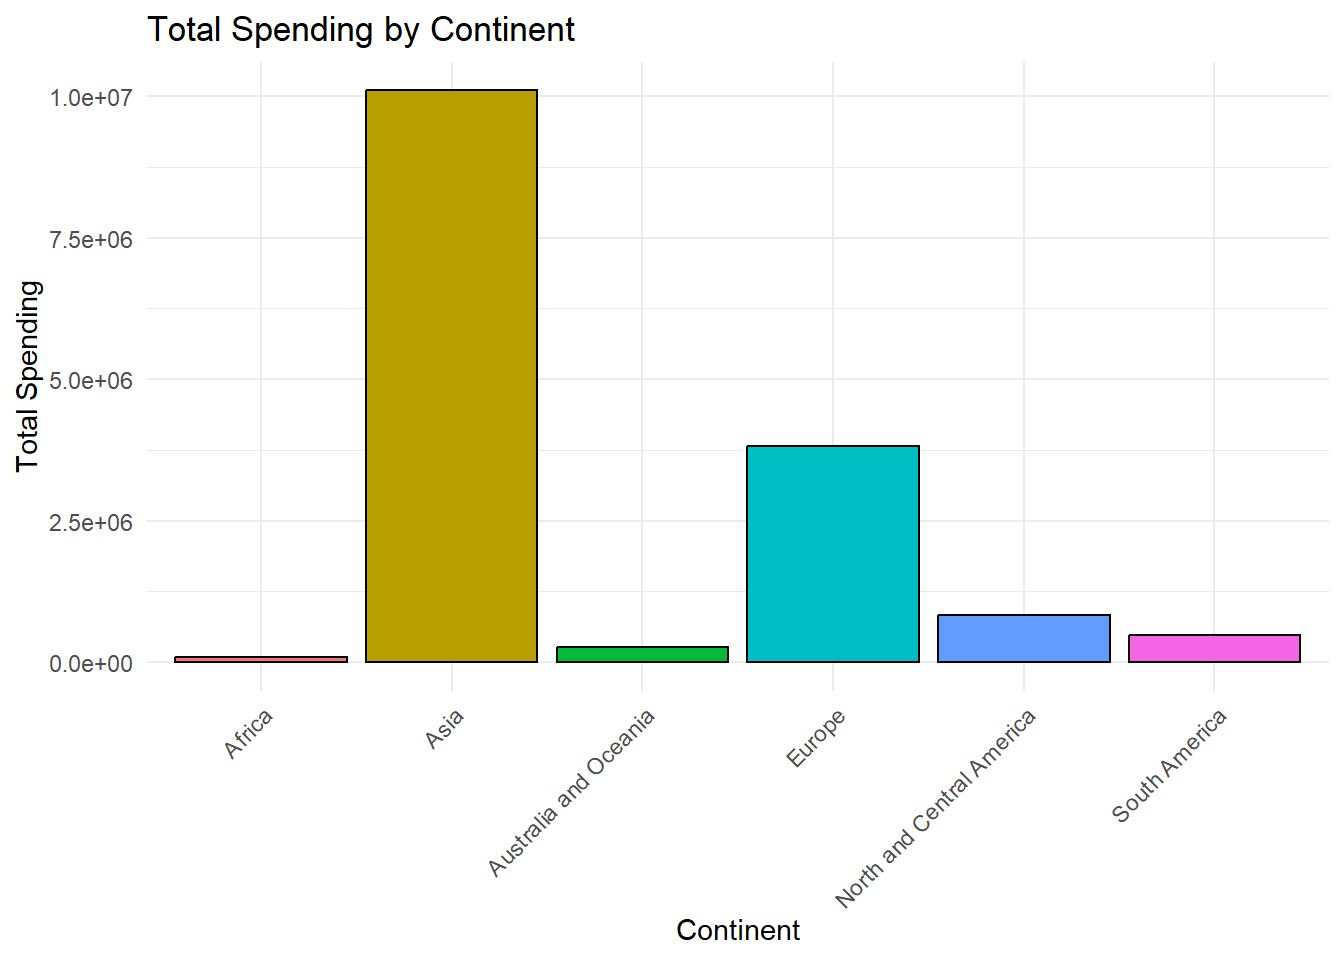 Total Spending by Continent
1.0e+07
7.5e+06
5.0e+06
2.5e+06
0.0e+00
Total Spending
Africa
Asia
Australia and Oceania
Europe
North and Central America
South America
Continent